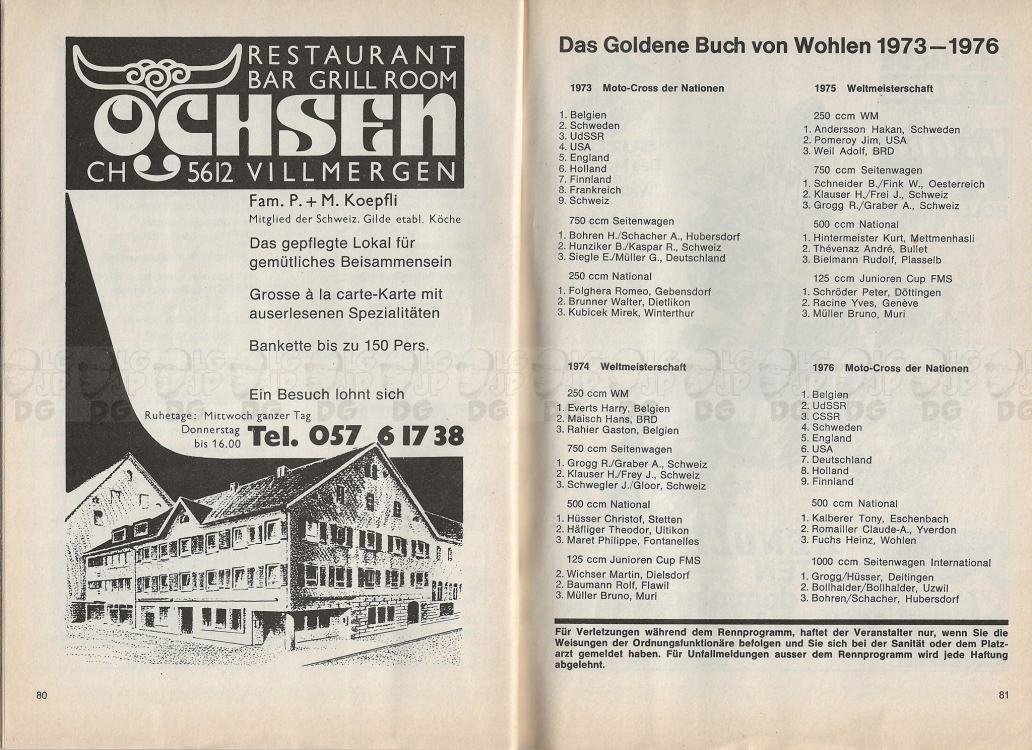 RESTAURANT
BAR GRILL ROOM
OCHSEN
CH 5612 VILLMERGEN
Fam. P. + M. Koepfli
Mitglied der Schweiz. Gilde etabl. Köche
Das gepflegte Lokal für
gemütliches Beisammensein
Grosse à la carte-Karte mit
auserlesenen Spezialitäten
Bankette bis zu 150 Pers.
Ein Besuch lohnt sich
Ruhetage: Mittwoch ganzer Tag
Donnerstag
bis 16.00
Tel. 057 6 17 38
80
Das Goldene Buch von Wohlen 1973–1976
1973 Moto-Cross der Nationen
1. Belgien
2. Schweden
3. UdSSR
4. USA
5. England
6. Holland
7. Finnland
8. Frankreich
9. Schweiz
750 ccm Seitenwagen
1. Bohren H./Schacher A., Hubersdorf
2. Hunziker B./Kaspar R., Schweiz
3. Siegle E./Müller G., Deutschland
250 ccm National
1. Folghera Romeo, Gebensdorf
2. Brunner Walter, Dietlikon
3. Kubicek Mirek, Winterthur
1974 Weltmeisterschaft
250 ccm WM
1. Everts Harry, Belgien
2. Maisch Hans, BRD
3. Rahier Gaston, Belgien
750 ccm Seitenwagen
1. Grogg R./Graber A., Schweiz
2. Klauser H./Frey J., Schweiz
3. Schwegler J./Gloor, Schweiz
500 ccm National
1. Hüsser Christof, Stetten
2. Häfliger Theodor, Uitikon
3. Maret Philippe, Fontanelles
125 ccm Junioren Cup FMS
2. Wichser Martin, Dielsdorf
2. Baumann Rolf, Flawil
3. Müller Bruno, Muri
1975 Weltmeisterschaft
250 ccm WM
1. Andersson Hakan, Schweden
2. Pomeroy Jim, USA
3. Weil Adolf, BRD
750 ccm Seitenwagen
1. Schneider B./Fink W., Oesterreich
2. Klauser H./Frei J., Schweiz
3. Grogg R./Graber A., Schweiz
500 ccm National
1. Hintermeister Kurt, Mettmenhasli
2. Thévenaz André, Bullet
3. Bielmann Rudolf, Plasselb
125 ccm Junioren Cup FMS
1. Schröder Peter, Döttingen
2. Racine Yves, Genève
3. Müller Bruno, Muri
1976 Moto-Cross der Nationen
1. Belgien
2. UdSSR
3. CSSR
4. Schweden
5. England
6. USA
7. Deutschland
8. Holland
9. Finnland
500 ccm National
1. Kalberer Tony, Eschenbach
2. Romailler Claude-A., Yverdon
3. Fuchs Heinz, Wohlen
1000 ccm Seitenwagen International
1. Grogg/Hüsser, Deitingen
2. Bollhalder/Bollhalder, Uzwil
3. Bohren/Schacher, Hubersdorf
Für Verletzungen während dem Rennprogramm, haftet der Veranstalter nur, wenn Sie die
Weisungen der Ordnungsfunktionäre befolgen und Sie sich bei der Sanität oder dem Platz-
arzt gemeldet haben. Für Unfallmeldungen ausser dem Rennprogramm wird jede Haftung
abgelehnt.
81